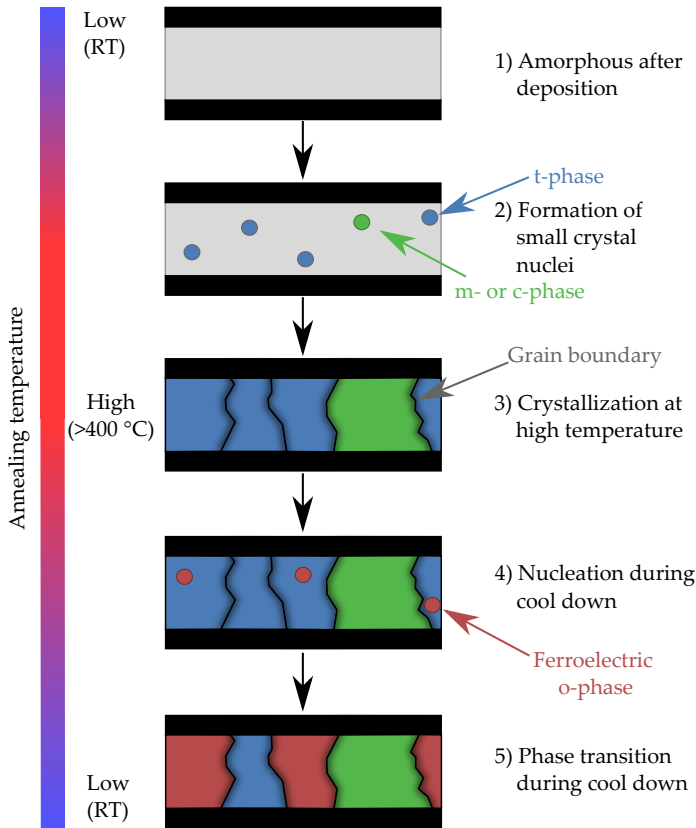 Low
(RT)
1) Amorphous after
deposition
t-phase
2) Formation of
small crystal
nuclei
m- or c-phase
Grain boundary
Annealing temperature
High
(>400 °C)
3) Crystallization at
high temperature
4) Nucleation during
cool down
Ferroelectric
o-phase
5) Phase transition
during cool down
Low
(RT)